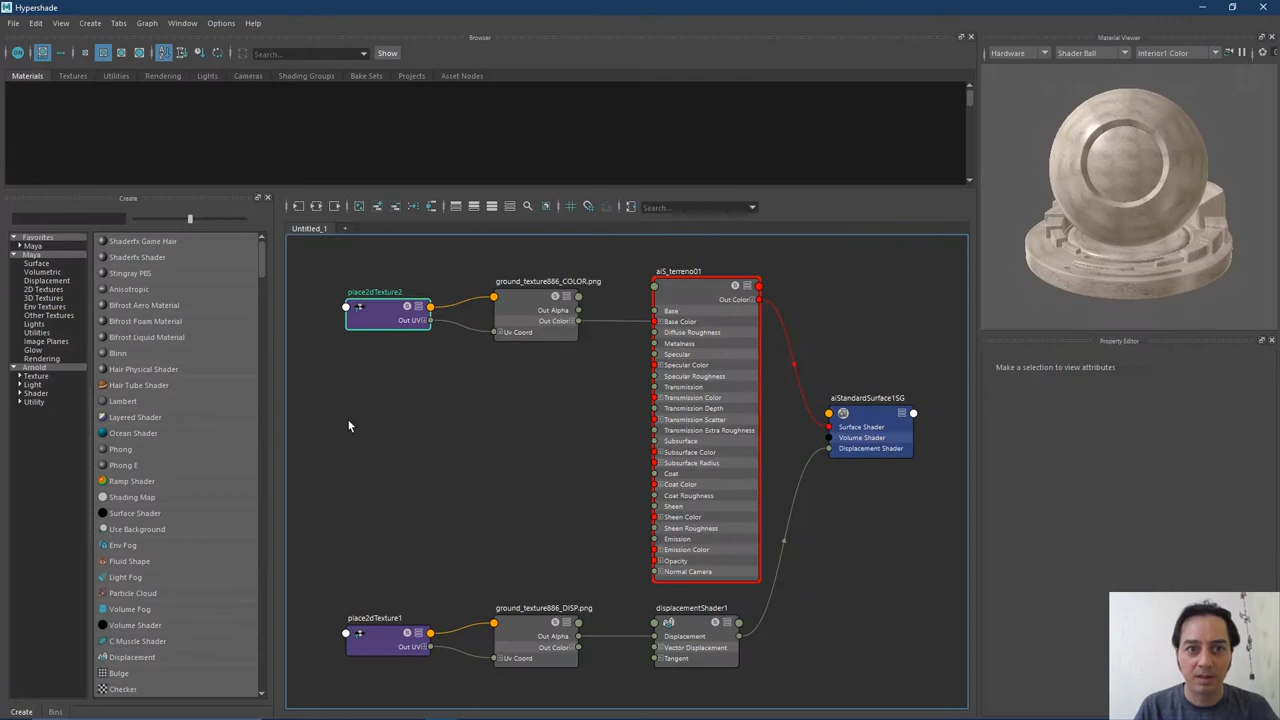 Hypershade
File Edit View Create Tabs Graph Window Options Help
Browser
Material Viewer
ON Search... Show
Hardware Shader Ball Interior1 Color
Materials Textures Utilities Rendering Lights Cameras Shading Groups Bake Sets Projects Asset Nodes
Create
Search...
Untitled_1 +
Favorites
Maya
Maya
Surface
Volumetric
Displacement
2D Textures
3D Textures
Env Textures
Other Textures
Lights
Utilities
Image Planes
Glow
Rendering
Arnold
Texture
Light
Shader
Utility
Shaderfx Game Hair
Shaderfx Shader
Stingray PBS
Anisotropic
Bifrost Aero Material
Bifrost Foam Material
Bifrost Liquid Material
Blinn
Hair Physical Shader
Hair Tube Shader
Lambert
Layered Shader
Ocean Shader
Phong
Phong E
Ramp Shader
Shading Map
Surface Shader
Use Background
Env Fog
Fluid Shape
Light Fog
Particle Cloud
Volume Fog
Volume Shader
C Muscle Shader
Displacement
Bulge
Checker
place2dTexture2
S
Out UV
ground_texture886_COLOR.png
S
Out Alpha
Out Color
Uv Coord
aiS_terreno01
S
Out Color
Base
Base Color
Diffuse Roughness
Metalness
Specular
Specular Color
Specular Roughness
Transmission
Transmission Color
Transmission Depth
Transmission Scatter
Transmission Extra Roughness
Subsurface
Subsurface Color
Subsurface Radius
Coat
Coat Color
Coat Roughness
Sheen
Sheen Color
Sheen Roughness
Emission
Emission Color
Opacity
Normal Camera
aiStandardSurface1SG
Surface Shader
Volume Shader
Displacement Shader
place2dTexture1
S
Out UV
ground_texture886_DISP.png
S
Out Alpha
Out Color
Uv Coord
displacementShader1
S
Displacement
Vector Displacement
Tangent
Property Editor
Make a selection to view attributes
Create Bins